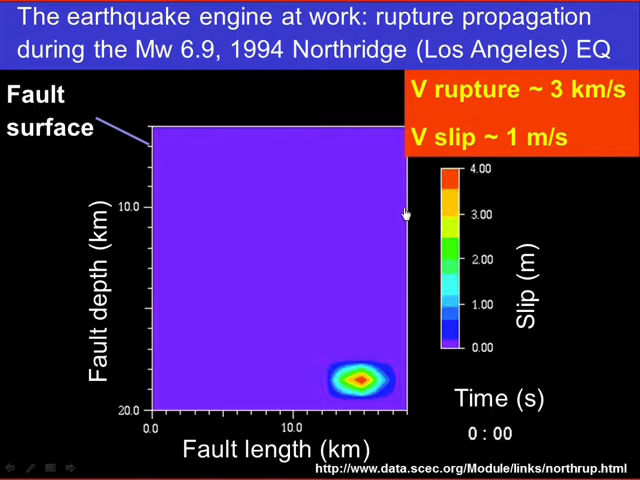 The earthquake engine at work: rupture propagation
during the Mw 6.9, 1994 Northridge (Los Angeles) EQ
Fault
surface
V rupture ~ 3 km/s
V slip ~ 1 m/s
Fault depth (km)
10.0
20.0
0.0
10.0
Fault length (km)
4.00
3.00
2.00
1.00
0.00
Slip (m)
Time (s)
0 : 00
http://www.data.scec.org/Module/links/northrup.html